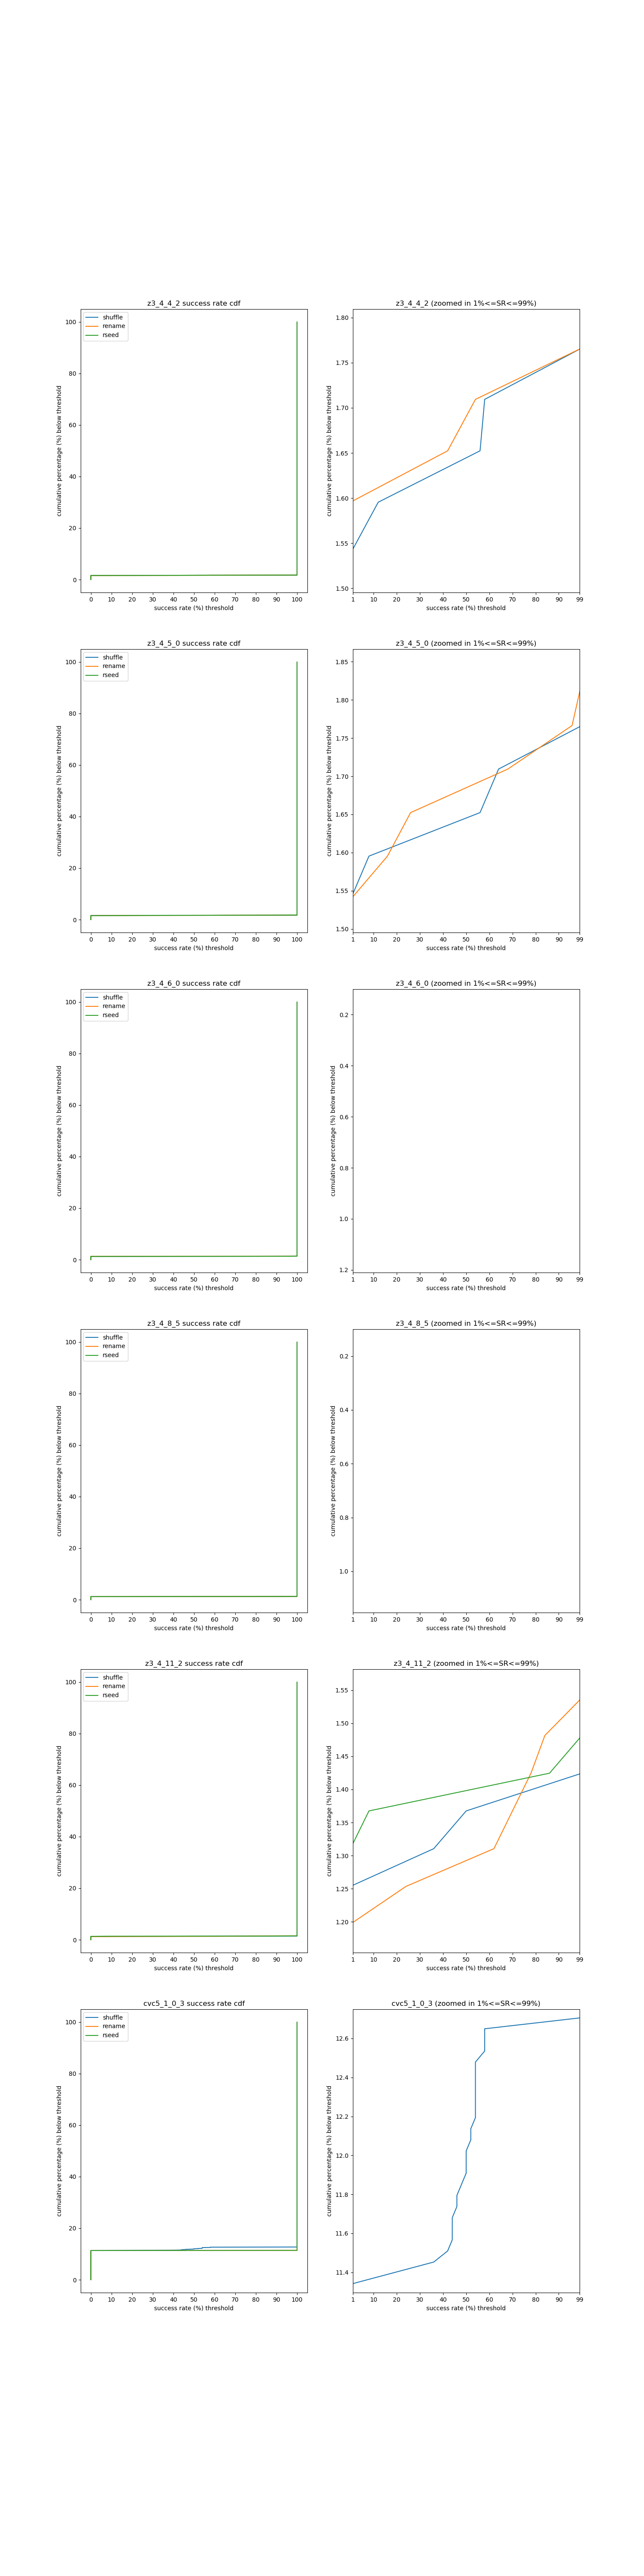 z3_4_4_2 success rate cdf
shuffle
rename
rseed
cumulative percentage (%) below threshold
100
80
60
40
20
0
0 10 20 30 40 50 60 70 80 90 100
success rate (%) threshold
z3_4_4_2 (zoomed in 1%<=SR<=99%)
cumulative percentage (%) below threshold
1.80
1.75
1.70
1.65
1.60
1.55
1.50
1 10 20 30 40 50 60 70 80 90 99
success rate (%) threshold
z3_4_5_0 success rate cdf
shuffle
rename
rseed
cumulative percentage (%) below threshold
100
80
60
40
20
0
0 10 20 30 40 50 60 70 80 90 100
success rate (%) threshold
z3_4_5_0 (zoomed in 1%<=SR<=99%)
cumulative percentage (%) below threshold
1.85
1.80
1.75
1.70
1.65
1.60
1.55
1.50
1 10 20 30 40 50 60 70 80 90 99
success rate (%) threshold
z3_4_6_0 success rate cdf
shuffle
rename
rseed
cumulative percentage (%) below threshold
100
80
60
40
20
0
0 10 20 30 40 50 60 70 80 90 100
success rate (%) threshold
z3_4_6_0 (zoomed in 1%<=SR<=99%)
cumulative percentage (%) below threshold
0.2
0.4
0.6
0.8
1.0
1.2
1 10 20 30 40 50 60 70 80 90 99
success rate (%) threshold
z3_4_8_5 success rate cdf
shuffle
rename
rseed
cumulative percentage (%) below threshold
100
80
60
40
20
0
0 10 20 30 40 50 60 70 80 90 100
success rate (%) threshold
z3_4_8_5 (zoomed in 1%<=SR<=99%)
cumulative percentage (%) below threshold
0.2
0.4
0.6
0.8
1.0
1 10 20 30 40 50 60 70 80 90 99
success rate (%) threshold
z3_4_11_2 success rate cdf
shuffle
rename
rseed
cumulative percentage (%) below threshold
100
80
60
40
20
0
0 10 20 30 40 50 60 70 80 90 100
success rate (%) threshold
z3_4_11_2 (zoomed in 1%<=SR<=99%)
cumulative percentage (%) below threshold
1.55
1.50
1.45
1.40
1.35
1.30
1.25
1.20
1 10 20 30 40 50 60 70 80 90 99
success rate (%) threshold
cvc5_1_0_3 success rate cdf
shuffle
rename
rseed
cumulative percentage (%) below threshold
100
80
60
40
20
0
0 10 20 30 40 50 60 70 80 90 100
success rate (%) threshold
cvc5_1_0_3 (zoomed in 1%<=SR<=99%)
cumulative percentage (%) below threshold
12.6
12.4
12.2
12.0
11.8
11.6
11.4
1 10 20 30 40 50 60 70 80 90 99
success rate (%) threshold